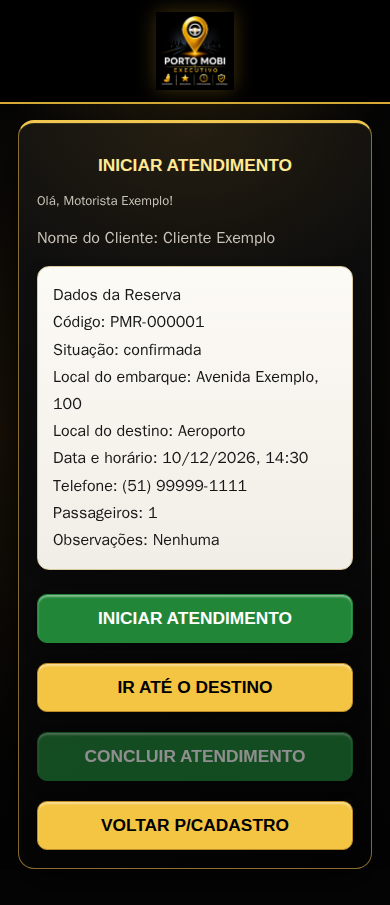 PORTO MOBI
EXECUTIVO
INICIAR ATENDIMENTO
Olá, Motorista Exemplo!
Nome do Cliente: Cliente Exemplo
Dados da Reserva
Código: PMR-000001
Situação: confirmada
Local do embarque: Avenida Exemplo,
100
Local do destino: Aeroporto
Data e horário: 10/12/2026, 14:30
Telefone: (51) 99999-1111
Passageiros: 1
Observações: Nenhuma
INICIAR ATENDIMENTO
IR ATÉ O DESTINO
CONCLUIR ATENDIMENTO
VOLTAR P/CADASTRO